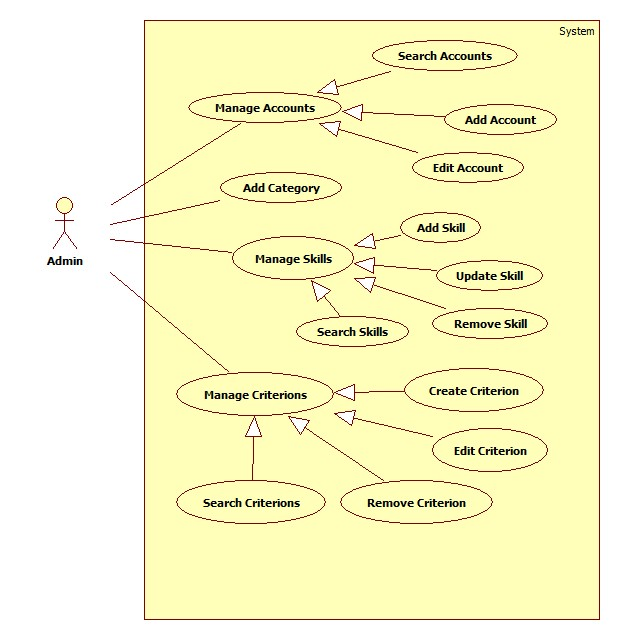 System
Search Accounts
Manage Accounts
Add Account
Edit Account
Add Category
Admin
Add Skill
Manage Skills
Update Skill
Remove Skill
Search Skills
Manage Criterions
Create Criterion
Edit Criterion
Search Criterions
Remove Criterion